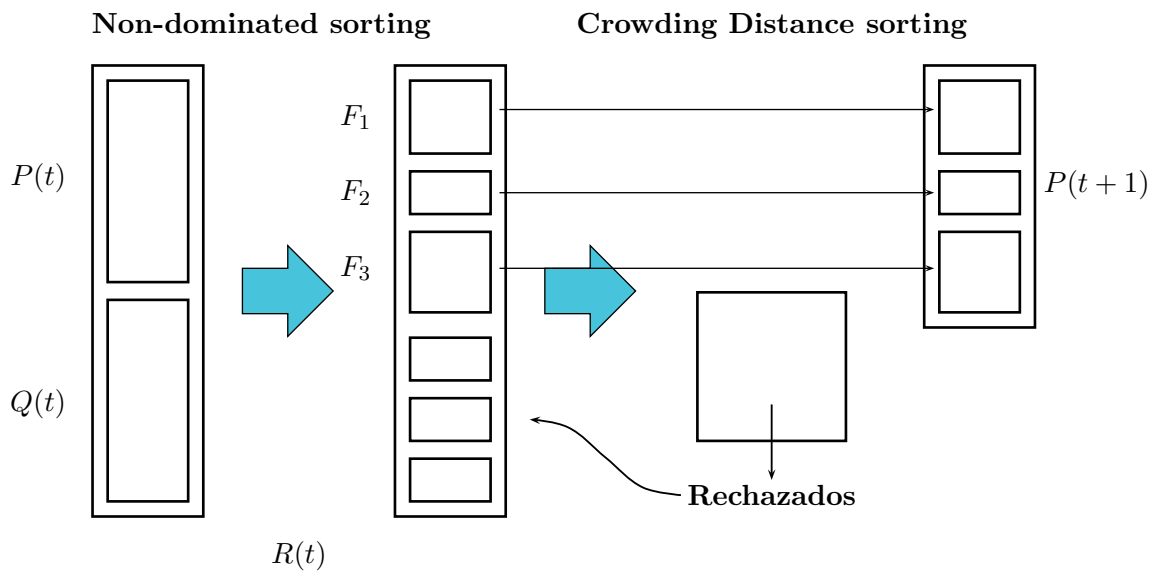 Non-dominated sorting
Crowding Distance sorting
F1
P(t)
F2
P(t + 1)
F3
Q(t)
Rechazados
R(t)